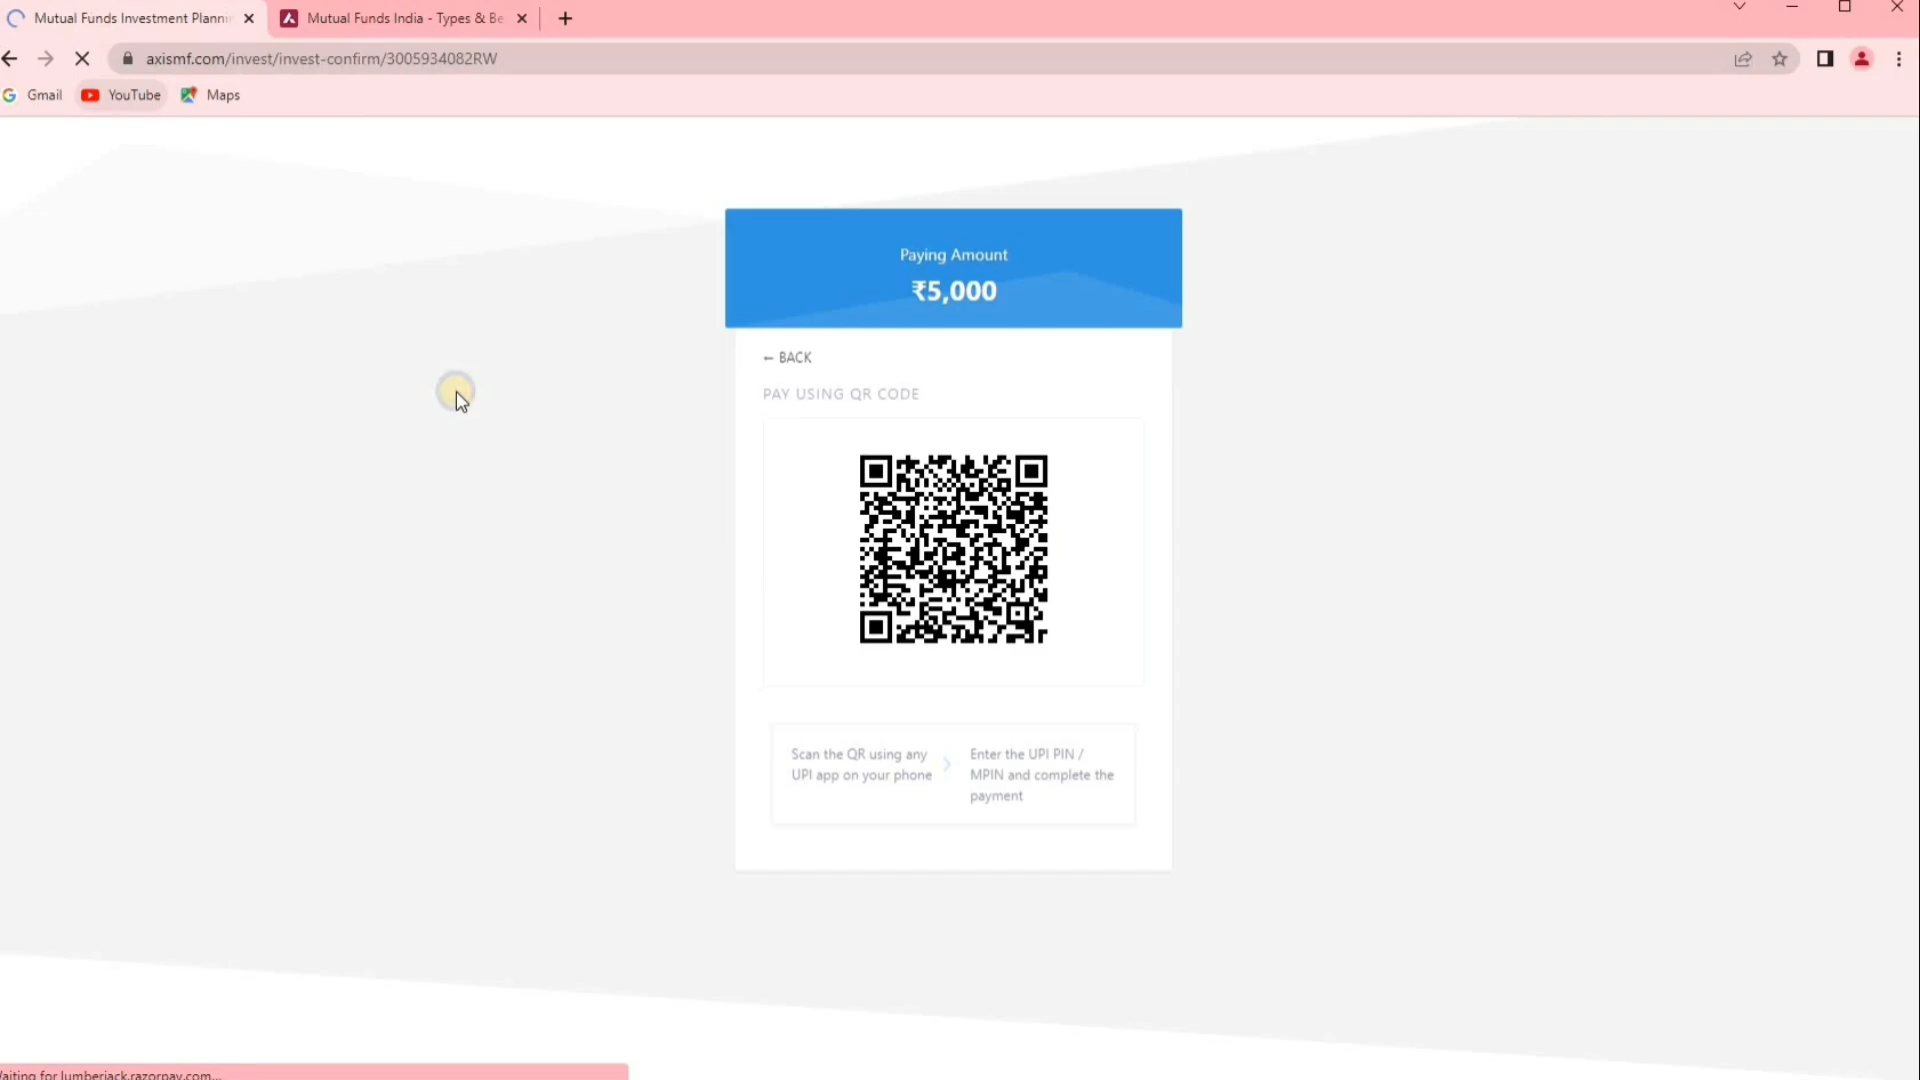 Mutual Funds Investment Plannin
Mutual Funds India - Types & Be
axismf.com/invest/invest-confirm/3005934082RW
Gmail YouTube Maps
Paying Amount
₹5,000
← BACK
PAY USING QR CODE
Scan the QR using any
UPI app on your phone
Enter the UPI PIN /
MPIN and complete the
payment
Vaiting for lumberjack.razorpay.com...